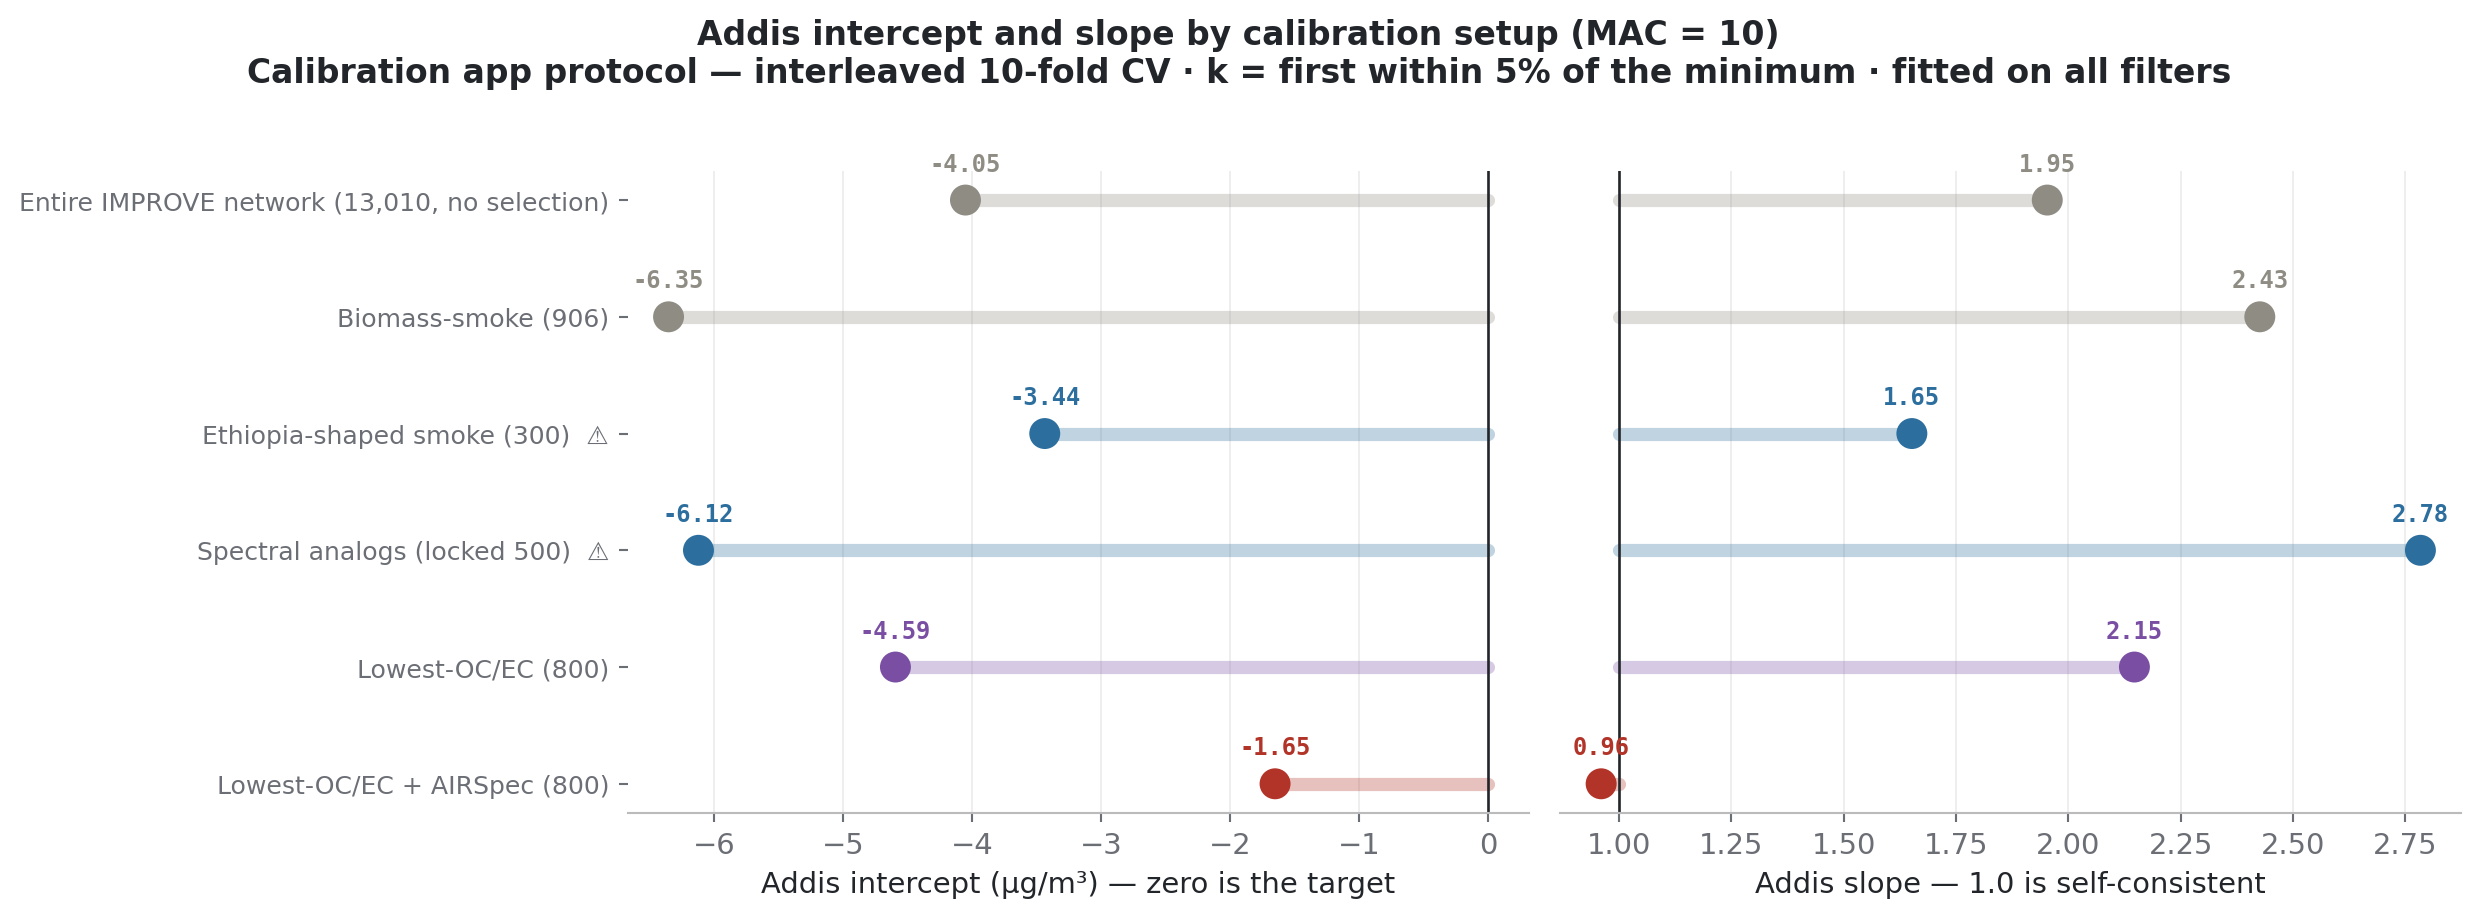 Addis intercept and slope by calibration setup (MAC = 10)
Calibration app protocol — interleaved 10-fold CV · k = first within 5% of the minimum · fitted on all filters
Entire IMPROVE network (13,010, no selection)
-4.05
1.95
Biomass-smoke (906)
-6.35
2.43
Ethiopia-shaped smoke (300) ⚠
-3.44
1.65
Spectral analogs (locked 500) ⚠
-6.12
2.78
Lowest-OC/EC (800)
-4.59
2.15
Lowest-OC/EC + AIRSpec (800)
-1.65
0.96
−6 −5 −4 −3 −2 −1 0
1.00 1.25 1.50 1.75 2.00 2.25 2.50 2.75
Addis intercept (µg/m³) — zero is the target
Addis slope — 1.0 is self-consistent